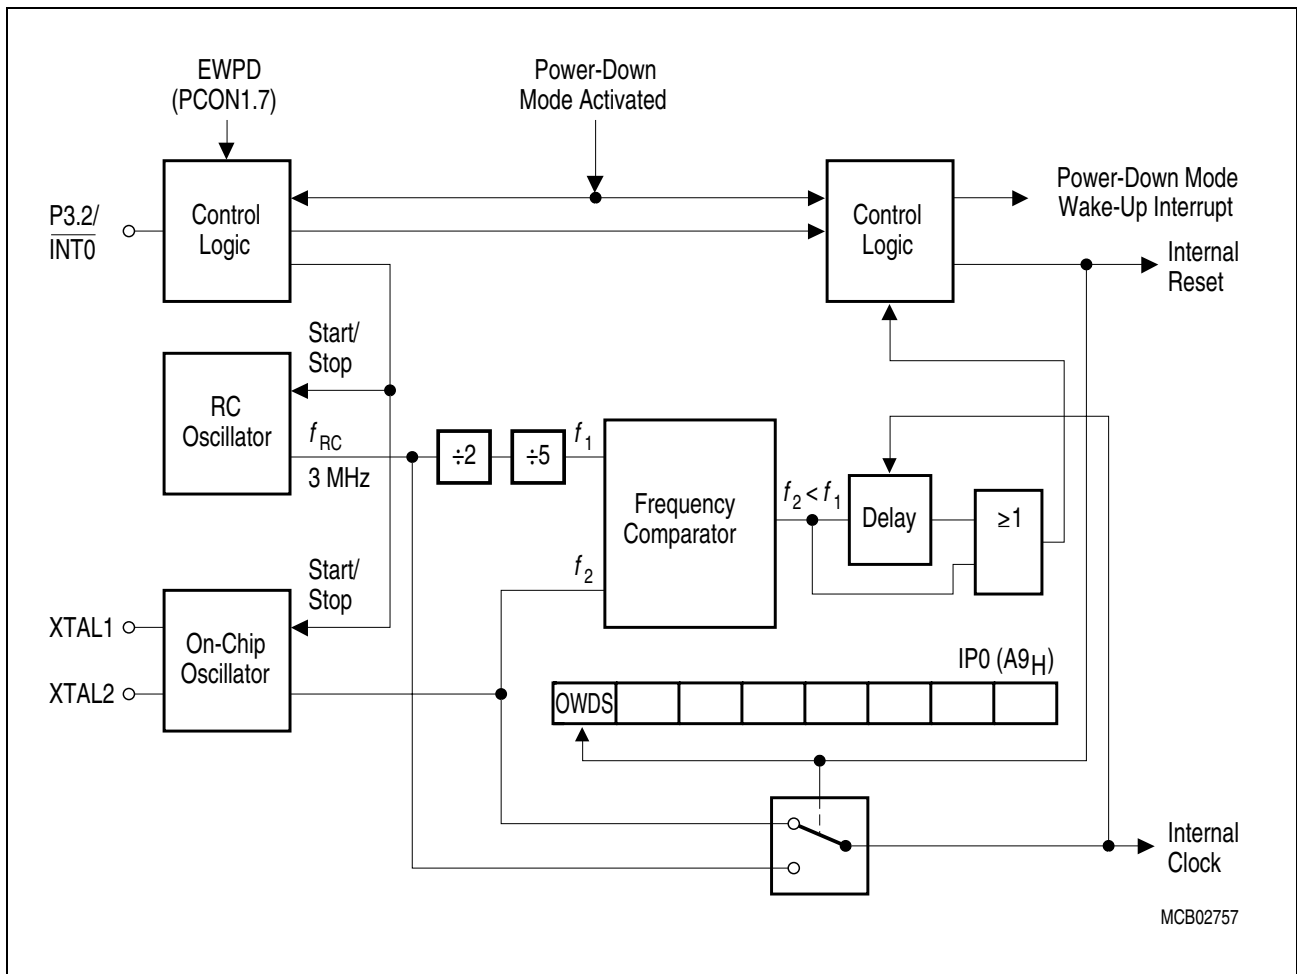 EWPD
(PCON1.7)
Power-Down
Mode Activated
P3.2/
INT0
Control
Logic
Control
Logic
Power-Down Mode
Wake-Up Interrupt
Internal
Reset
Start/
Stop
RC
Oscillator
f RC
3 MHz
÷2
÷5
f 1
Frequency
Comparator
f 2 < f 1
Delay
≥1
f 2
Start/
Stop
XTAL1
XTAL2
On-Chip
Oscillator
IP0 (A9H)
OWDS
Internal
Clock
MCB02757